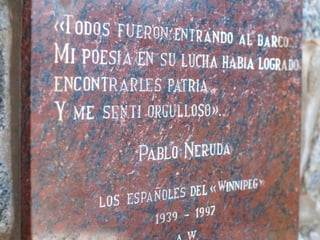 «Todos fueron entrando al barco.
Mi poesia en su lucha había logrado
encontrarles patria.
Y me sentí orgulloso».
Pablo Neruda
Los españoles del «Winnipeg»
1939 - 1997
A.W.